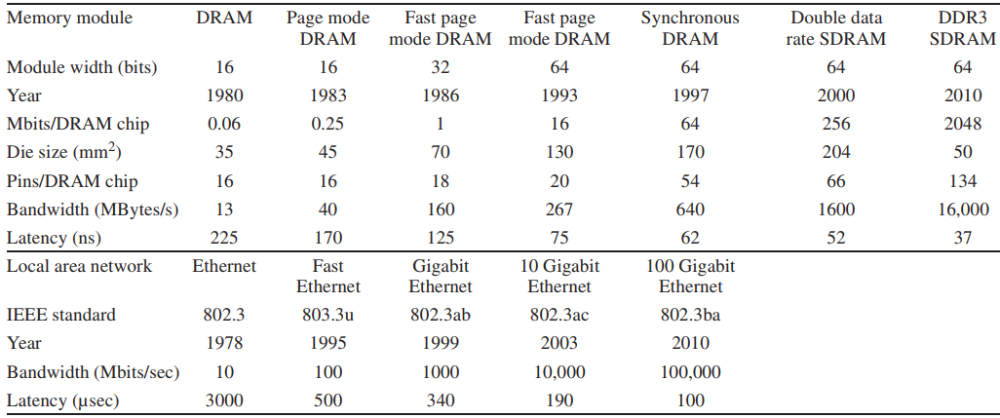 Memory module DRAM Page mode DRAM Fast page mode DRAM Fast page mode DRAM Synchronous DRAM Double data rate SDRAM DDR3 SDRAM
Module width (bits) 16 16 32 64 64 64 64
Year 1980 1983 1986 1993 1997 2000 2010
Mbits/DRAM chip 0.06 0.25 1 16 64 256 2048
Die size (mm²) 35 45 70 130 170 204 50
Pins/DRAM chip 16 16 18 20 54 66 134
Bandwidth (MBytes/s) 13 40 160 267 640 1600 16,000
Latency (ns) 225 170 125 75 62 52 37
Local area network Ethernet Fast Ethernet Gigabit Ethernet 10 Gigabit Ethernet 100 Gigabit Ethernet
IEEE standard 802.3 803.3u 802.3ab 802.3ac 802.3ba
Year 1978 1995 1999 2003 2010
Bandwidth (Mbits/sec) 10 100 1000 10,000 100,000
Latency (μsec) 3000 500 340 190 100